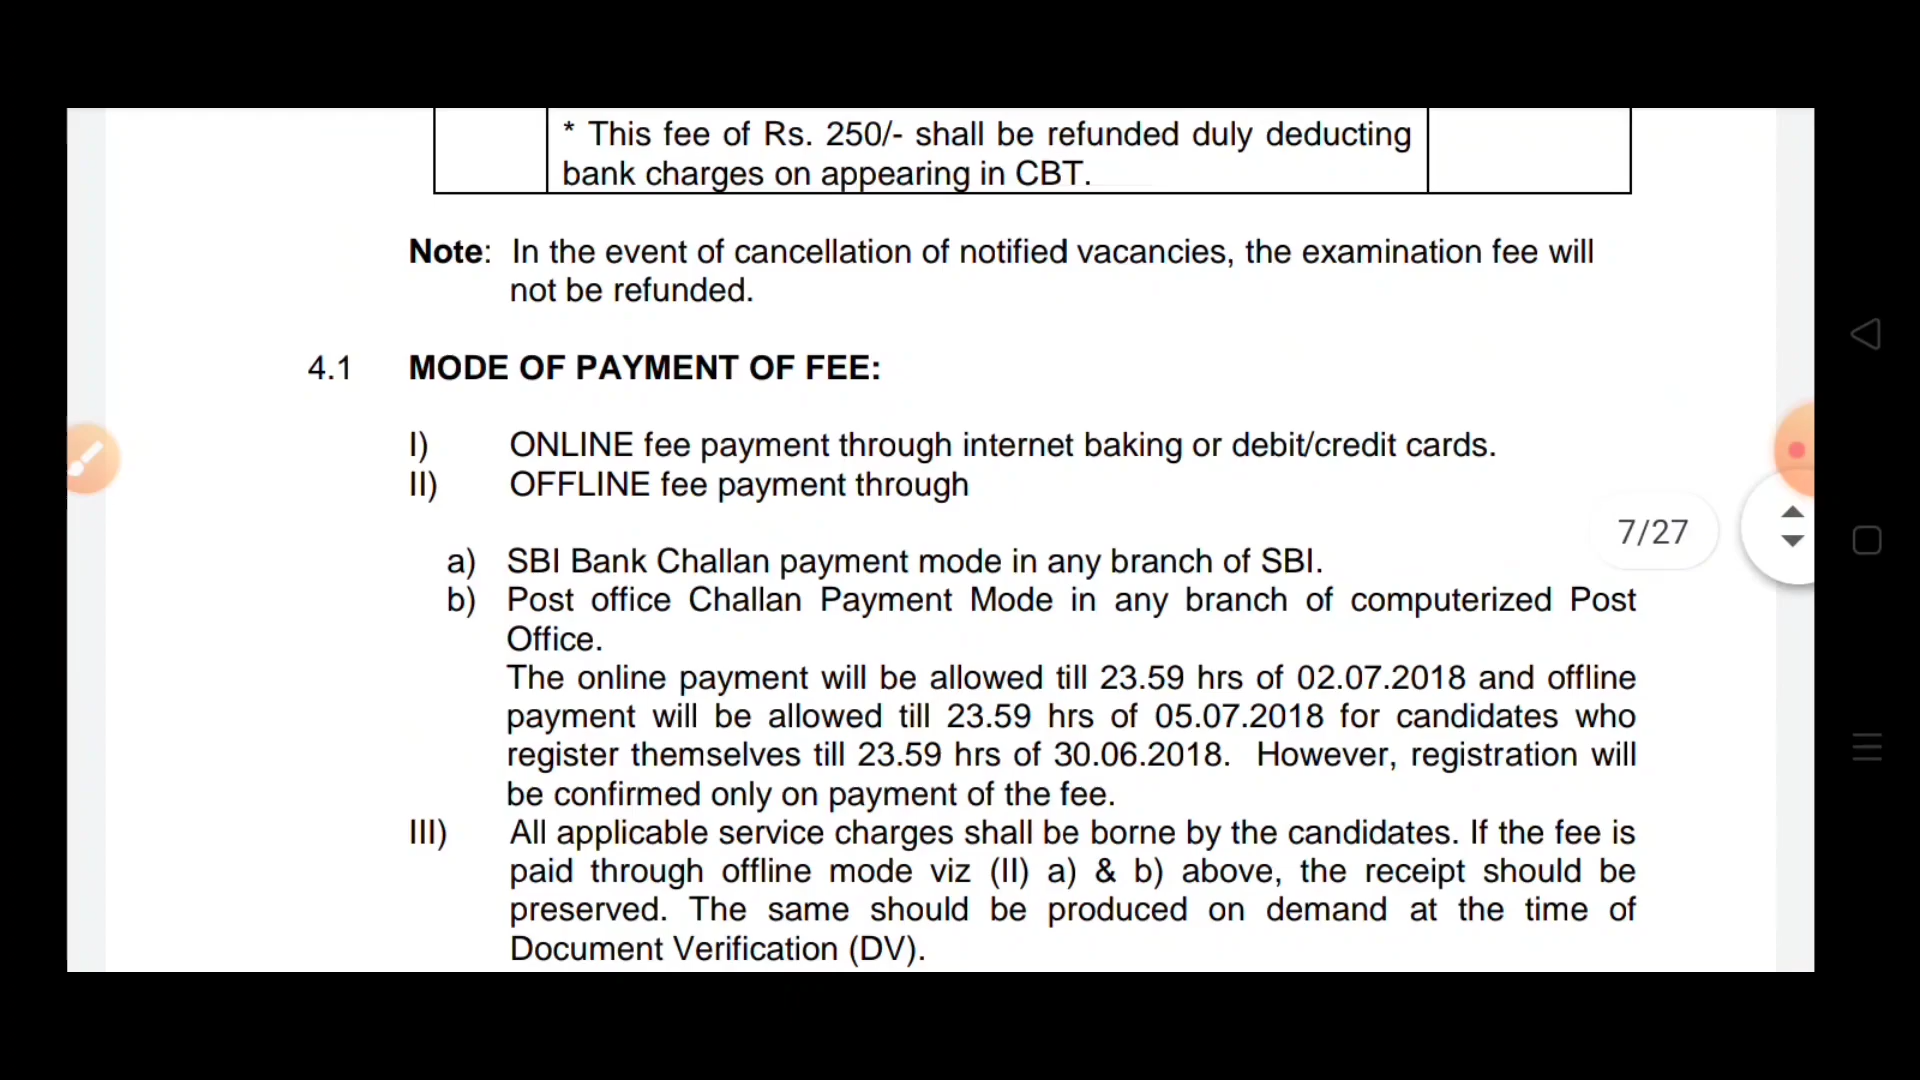 * This fee of Rs. 250/- shall be refunded duly deducting
bank charges on appearing in CBT.
Note: In the event of cancellation of notified vacancies, the examination fee will
not be refunded.
4.1 MODE OF PAYMENT OF FEE:
I) ONLINE fee payment through internet baking or debit/credit cards.
II) OFFLINE fee payment through
7/27
a) SBI Bank Challan payment mode in any branch of SBI.
b) Post office Challan Payment Mode in any branch of computerized Post
Office.
The online payment will be allowed till 23.59 hrs of 02.07.2018 and offline
payment will be allowed till 23.59 hrs of 05.07.2018 for candidates who
register themselves till 23.59 hrs of 30.06.2018. However, registration will
be confirmed only on payment of the fee.
III) All applicable service charges shall be borne by the candidates. If the fee is
paid through offline mode viz (II) a) & b) above, the receipt should be
preserved. The same should be produced on demand at the time of
Document Verification (DV).